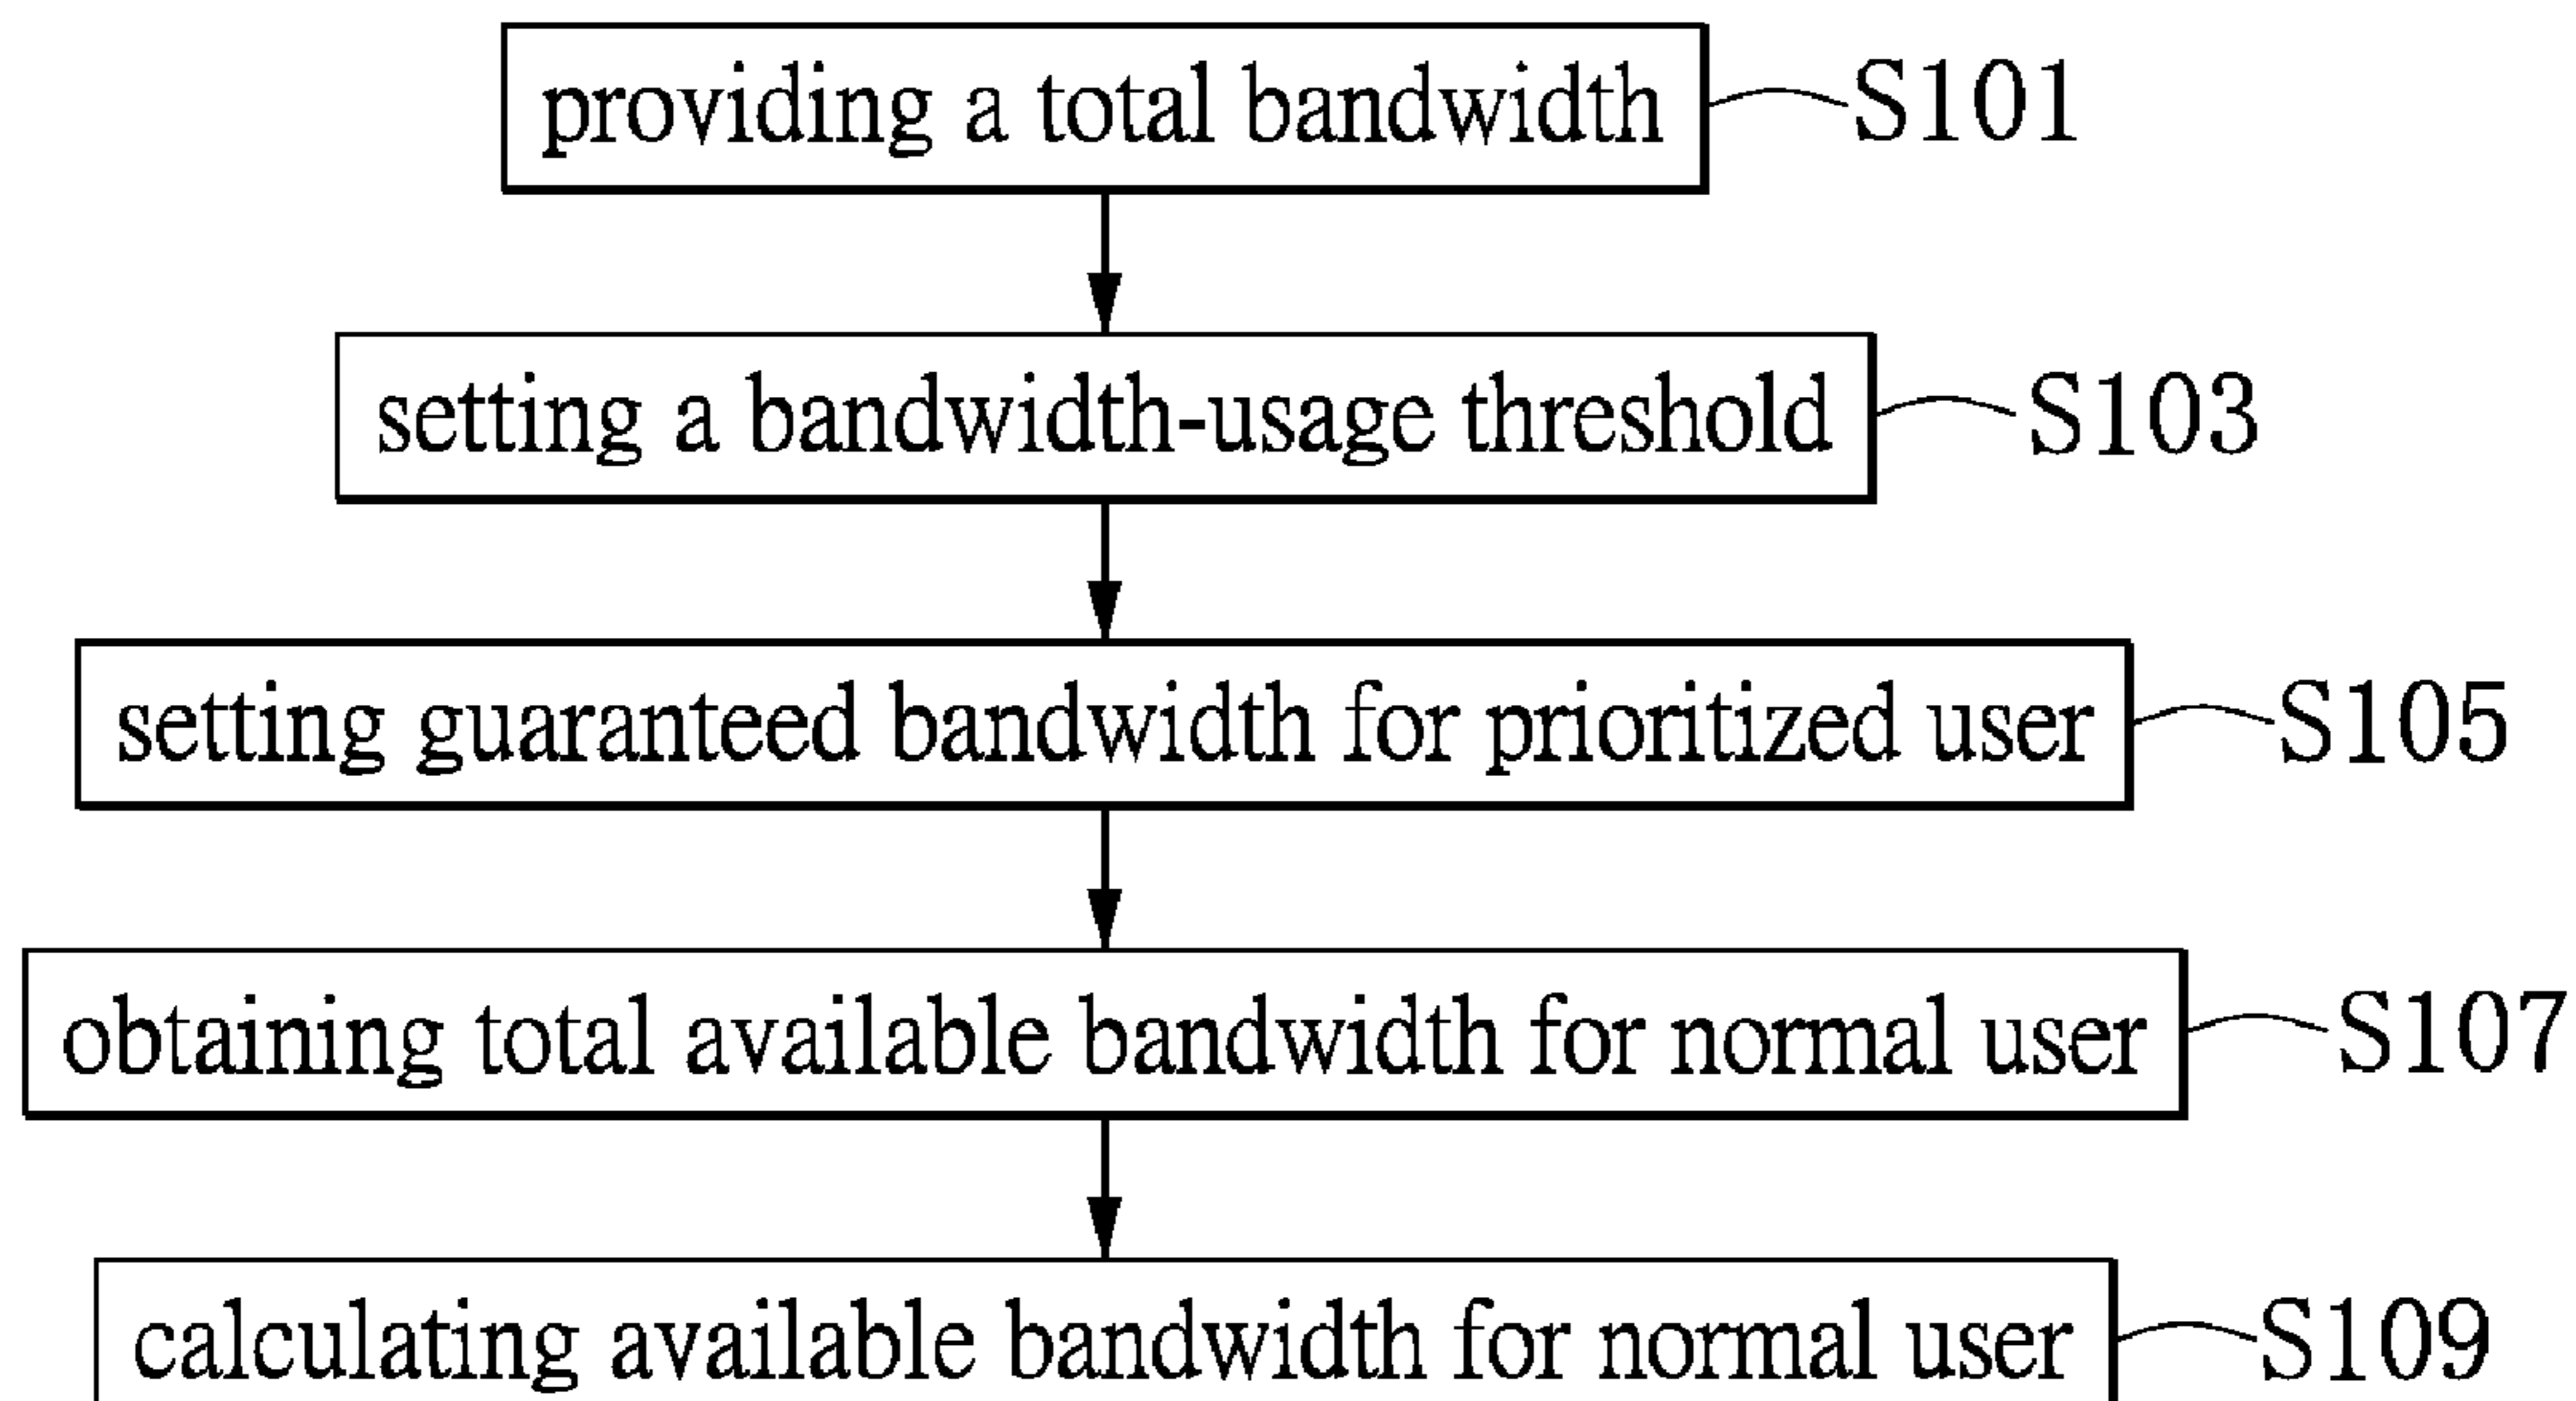 providing a total bandwidth S101
setting a bandwidth-usage threshold S103
setting guaranteed bandwidth for prioritized user S105
obtaining total available bandwidth for normal user S107
calculating available bandwidth for normal user S109